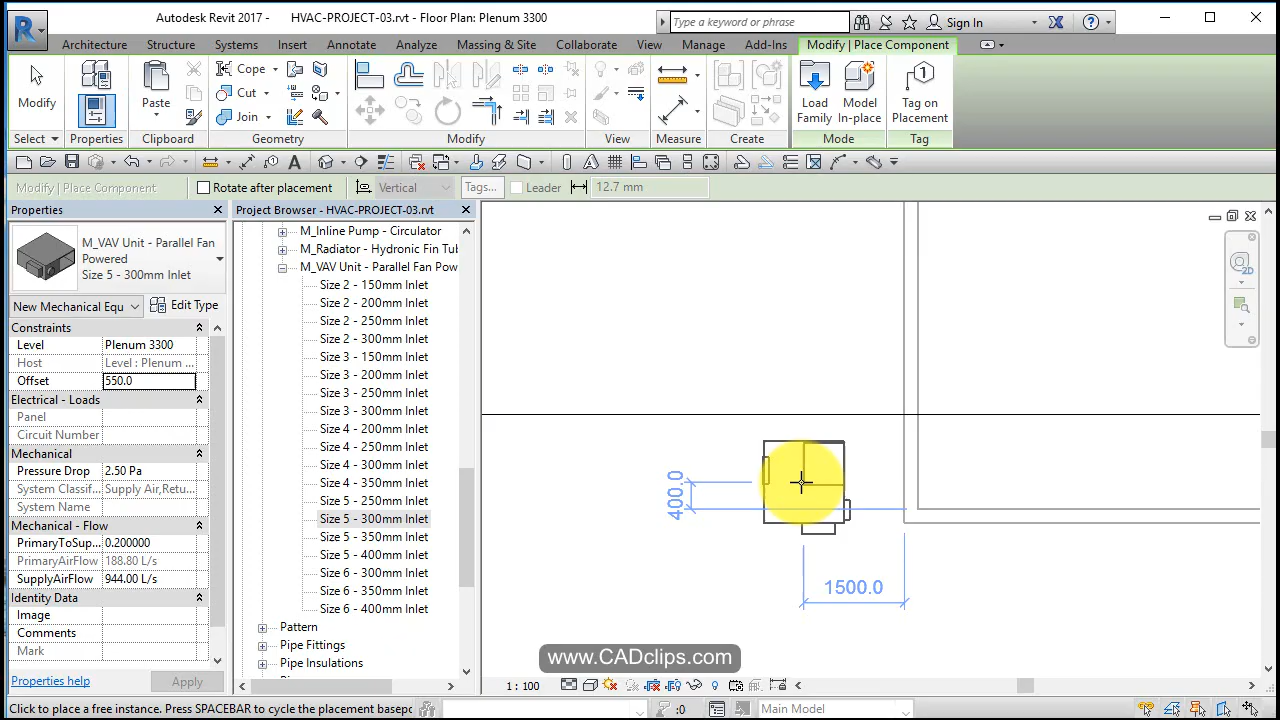 Autodesk Revit 2017 - HVAC-PROJECT-03.rvt - Floor Plan: Plenum 3300
Type a keyword or phrase
Sign In
Architecture Structure Systems Insert Annotate Analyze Massing & Site Collaborate View Manage Add-Ins Modify | Place Component
Modify
Paste
Cope
Cut
Join
Load Family
Model In-place
Tag on Placement
Select Properties Clipboard Geometry Modify View Measure Create Mode Tag
Modify | Place Component
Rotate after placement
Vertical
Tags...
Leader
12.7 mm
Properties
M_VAV Unit - Parallel Fan Powered
Size 5 - 300mm Inlet
New Mechanical Equ
Edit Type
Constraints
Level Plenum 3300
Host Level : Plenum ...
Offset 550.0
Electrical - Loads
Panel
Circuit Number
Mechanical
Pressure Drop 2.50 Pa
System Classif... Supply Air,Retu...
System Name
Mechanical - Flow
PrimaryToSup... 0.200000
PrimaryAirFlow 188.80 L/s
SupplyAirFlow 944.00 L/s
Identity Data
Image
Comments
Mark
Properties help
Apply
Project Browser - HVAC-PROJECT-03.rvt
M_Inline Pump - Circulator
M_Radiator - Hydronic Fin Tub
M_VAV Unit - Parallel Fan Pow
Size 2 - 150mm Inlet
Size 2 - 200mm Inlet
Size 2 - 250mm Inlet
Size 2 - 300mm Inlet
Size 3 - 150mm Inlet
Size 3 - 200mm Inlet
Size 3 - 250mm Inlet
Size 3 - 300mm Inlet
Size 4 - 200mm Inlet
Size 4 - 250mm Inlet
Size 4 - 300mm Inlet
Size 4 - 350mm Inlet
Size 5 - 250mm Inlet
Size 5 - 300mm Inlet
Size 5 - 350mm Inlet
Size 5 - 400mm Inlet
Size 6 - 300mm Inlet
Size 6 - 350mm Inlet
Size 6 - 400mm Inlet
Pattern
Pipe Fittings
Pipe Insulations
2D
400.0
1500.0
www.CADclips.com
1 : 100
Click to place a free instance. Press SPACEBAR to cycle the placement basepo
:0
Main Model